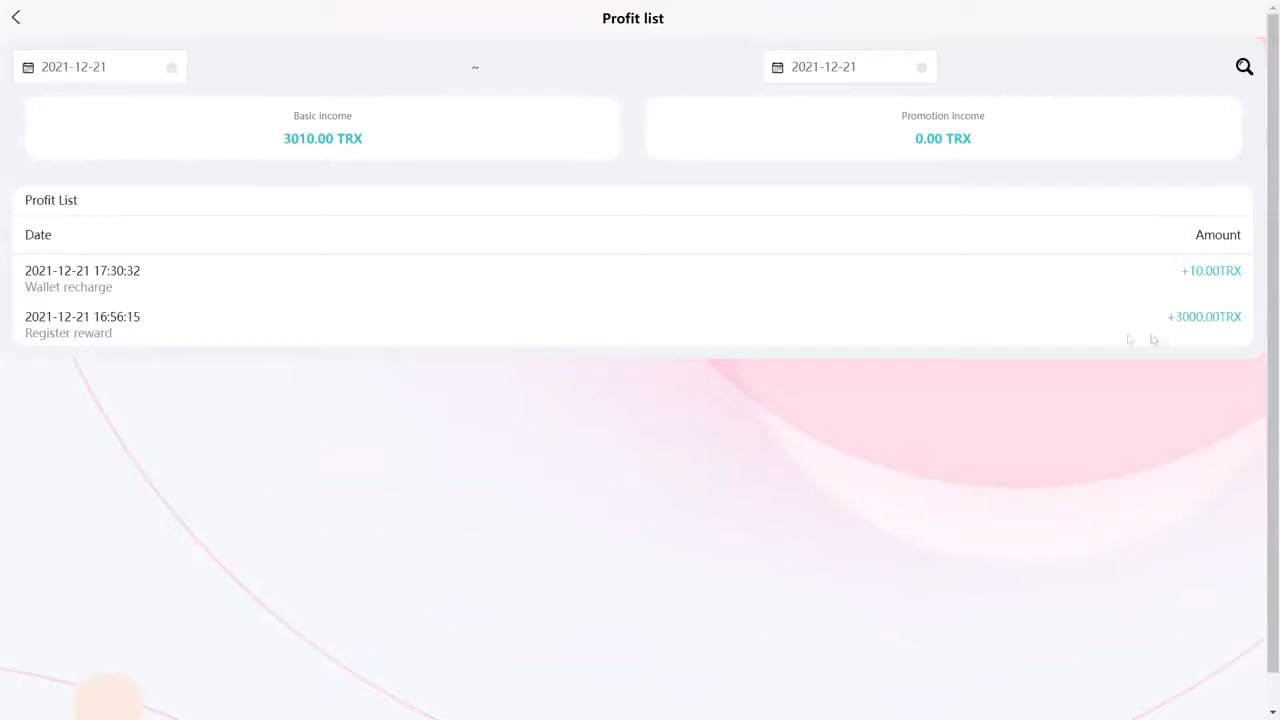 Profit list
2021-12-21 ~ 2021-12-21
Basic income Promotion income
3010.00 TRX 0.00 TRX
Profit List
Date Amount
2021-12-21 17:30:32 +10.00TRX
Wallet recharge
2021-12-21 16:56:15 +3000.00TRX
Register reward